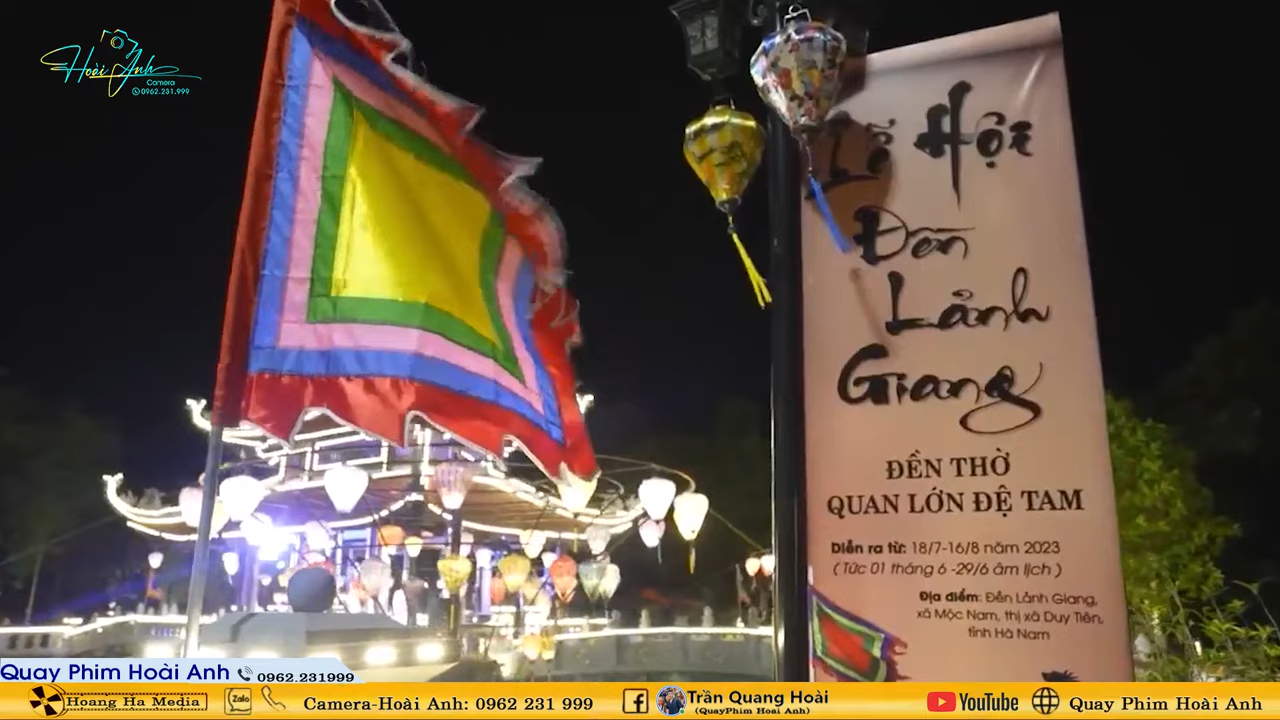 Hoài Anh
Camera
0962.231.999
Lễ Hội
Đền
Lảnh
Giang
ĐỀN THỜ
QUAN LỚN ĐỆ TAM
Diễn ra từ: 18/7-16/8 năm 2023
( Tức 01 tháng 6 -29/6 âm lịch )
Địa điểm: Đền Lảnh Giang,
xã Mộc Nam, thị xã Duy Tiên,
tỉnh Hà Nam
Quay Phim Hoài Anh 0962.231999
Hoang Ha Media
Zalo
Camera-Hoài Anh: 0962 231 999
Trần Quang Hoài
(QuayPhim Hoai Anh)
YouTube
Quay Phim Hoài Anh